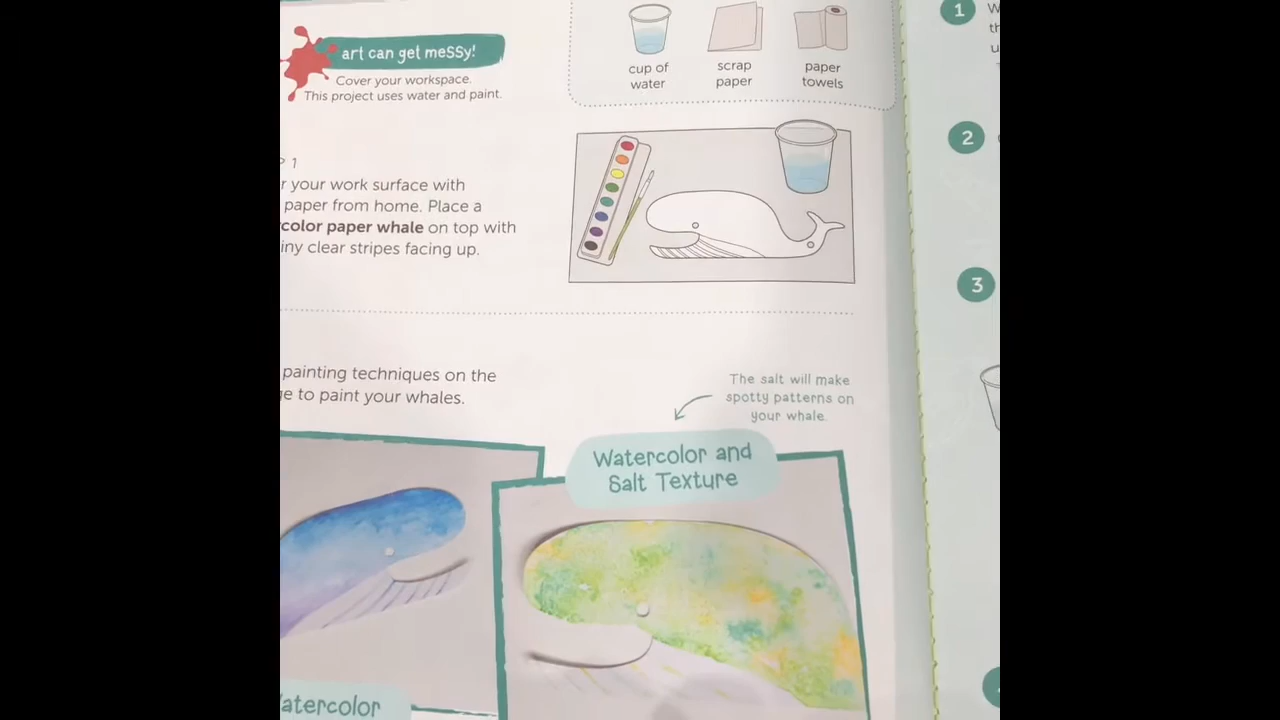 art can get meSSy!
Cover your workspace.
This project uses water and paint.
cup of
water
scrap
paper
paper
towels
1
your work surface with
paper from home. Place a
color paper whale on top with
iny clear stripes facing up.
painting techniques on the
to paint your whales.
The salt will make
spotty patterns on
your whale.
Watercolor and
Salt Texture
atercolor
1
2
3